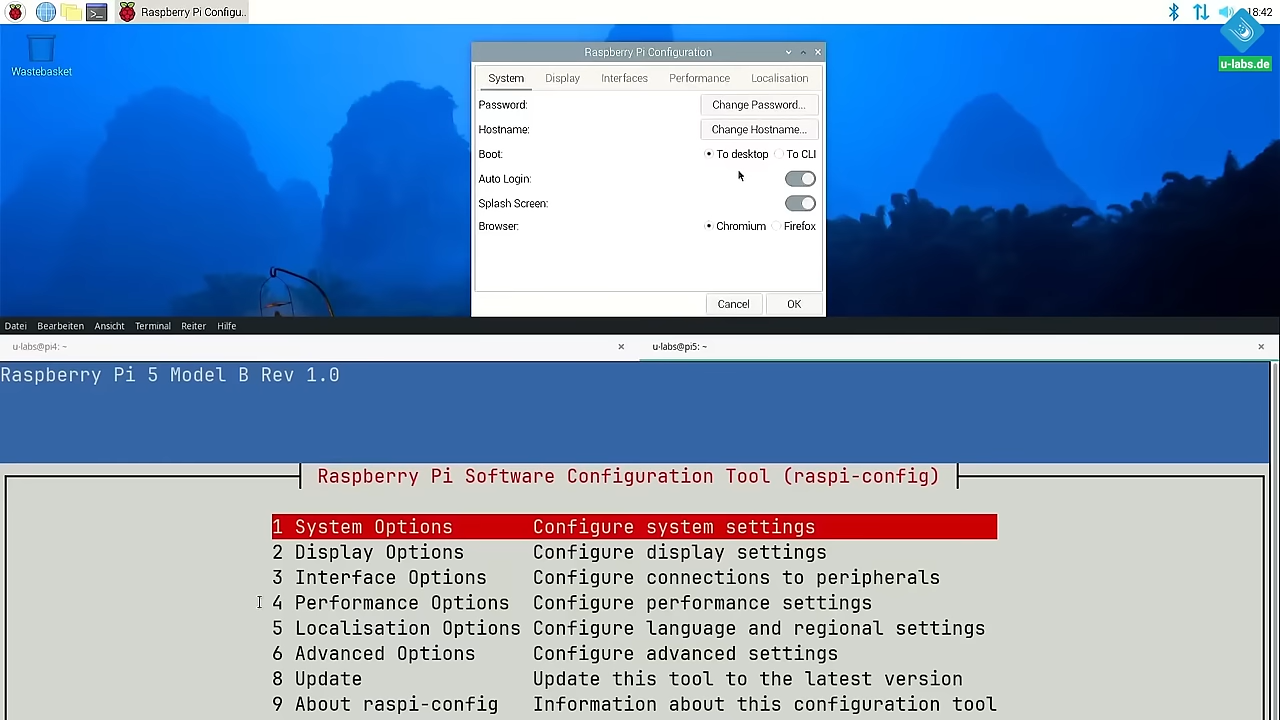 Raspberry Pi Configu..
18:42
u-labs.de
Wastebasket
Raspberry Pi Configuration
System Display Interfaces Performance Localisation
Password: Change Password...
Hostname: Change Hostname...
Boot: To desktop To CLI
Auto Login:
Splash Screen:
Browser: Chromium Firefox
Cancel OK
Datei Bearbeiten Ansicht Terminal Reiter Hilfe
u-labs@pi4: ~ u-labs@pi5: ~
Raspberry Pi 5 Model B Rev 1.0
Raspberry Pi Software Configuration Tool (raspi-config)
1 System Options Configure system settings
2 Display Options Configure display settings
3 Interface Options Configure connections to peripherals
4 Performance Options Configure performance settings
5 Localisation Options Configure language and regional settings
6 Advanced Options Configure advanced settings
8 Update Update this tool to the latest version
9 About raspi-config Information about this configuration tool